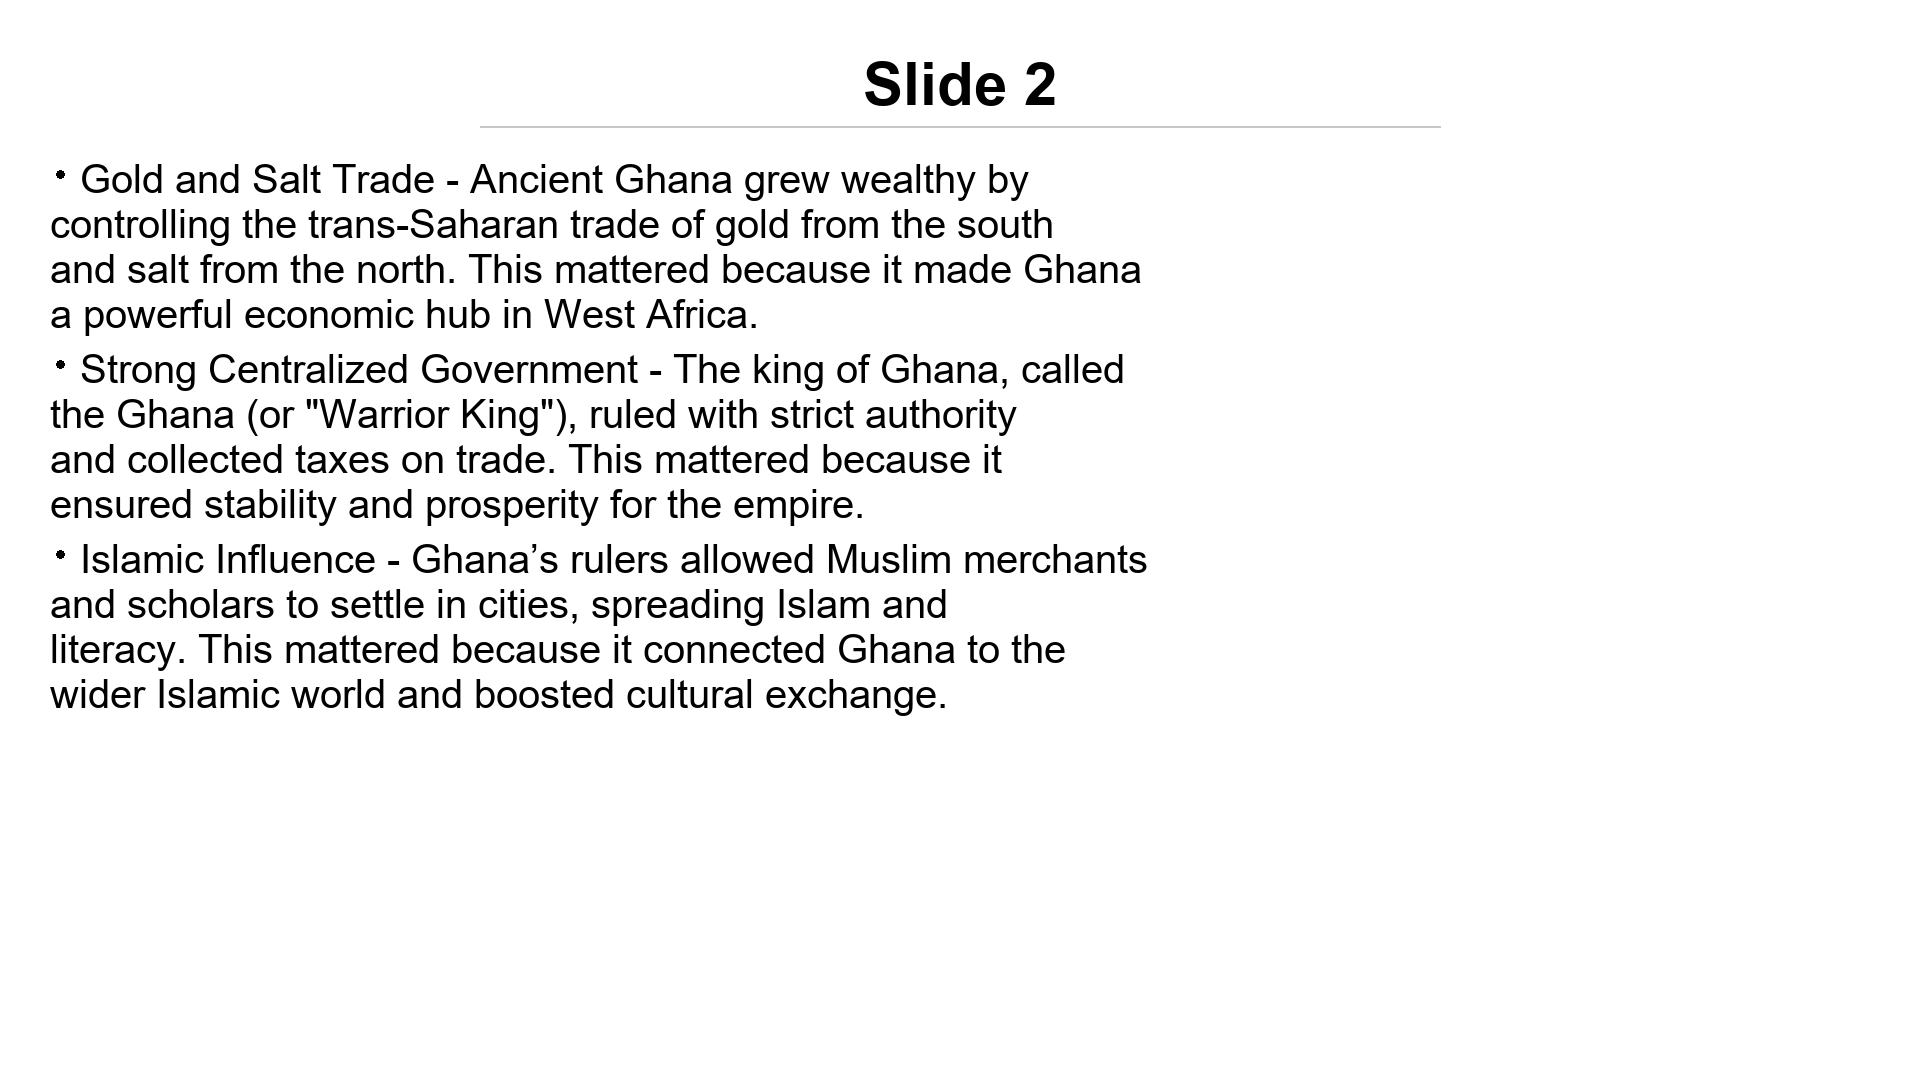 Slide 2
• Gold and Salt Trade - Ancient Ghana grew wealthy by
controlling the trans-Saharan trade of gold from the south
and salt from the north. This mattered because it made Ghana
a powerful economic hub in West Africa.
• Strong Centralized Government - The king of Ghana, called
the Ghana (or "Warrior King"), ruled with strict authority
and collected taxes on trade. This mattered because it
ensured stability and prosperity for the empire.
• Islamic Influence - Ghana’s rulers allowed Muslim merchants
and scholars to settle in cities, spreading Islam and
literacy. This mattered because it connected Ghana to the
wider Islamic world and boosted cultural exchange.